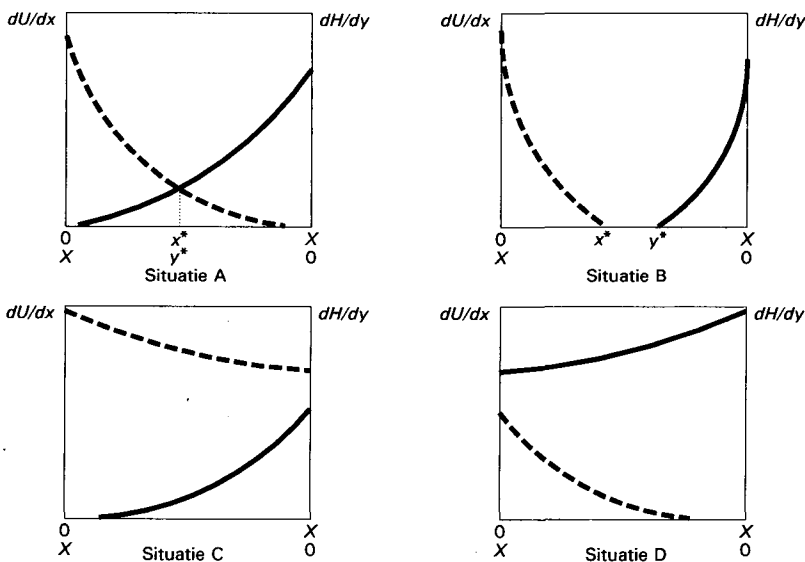 dU/dx
dH/dy
0
X
x*
y*
X
0
Situatie A
dU/dx
dH/dy
0
X
x*
y*
X
0
Situatie B
dU/dx
dH/dy
0
X
X
0
Situatie C
dU/dx
dH/dy
0
X
X
0
Situatie D